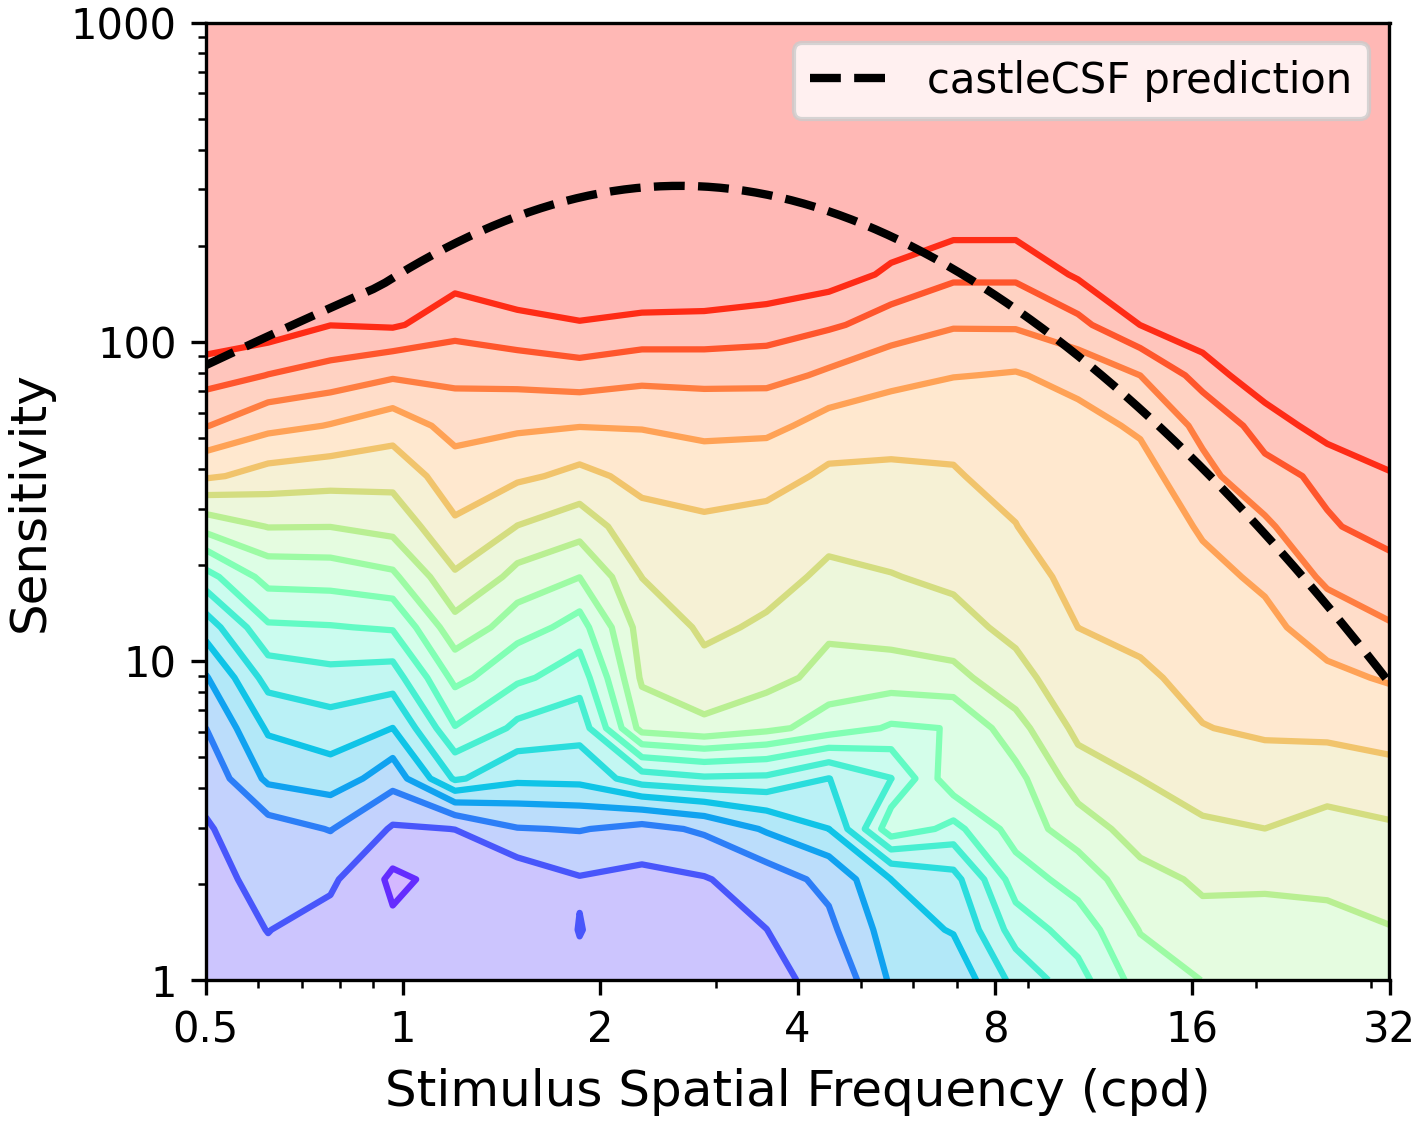 1000
castleCSF prediction
100
10
1
Sensitivity
0.5 1 2 4 8 16 32
Stimulus Spatial Frequency (cpd)